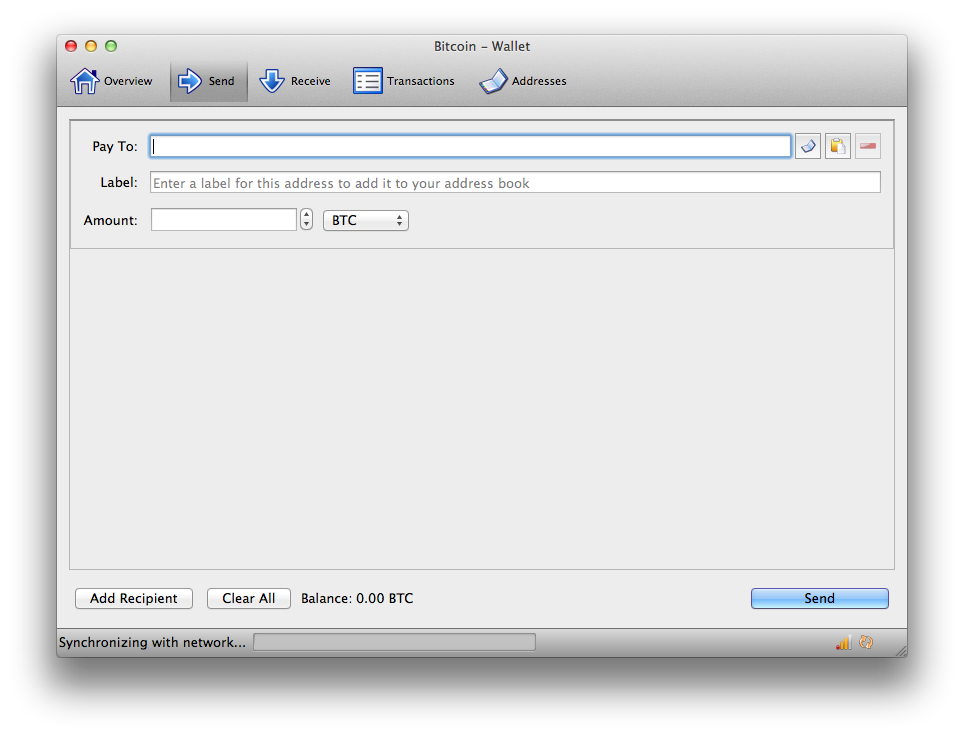 Bitcoin – Wallet
Overview Send Receive Transactions Addresses
Pay To:
Label: Enter a label for this address to add it to your address book
Amount: BTC
Add Recipient Clear All Balance: 0.00 BTC Send
Synchronizing with network...